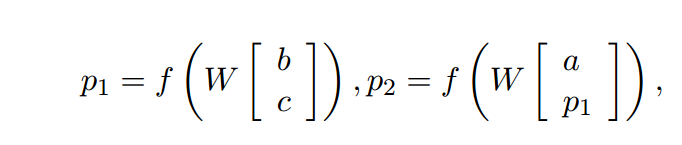 p₁ = f(W[b; c]), p₂ = f(W[a; p₁]),